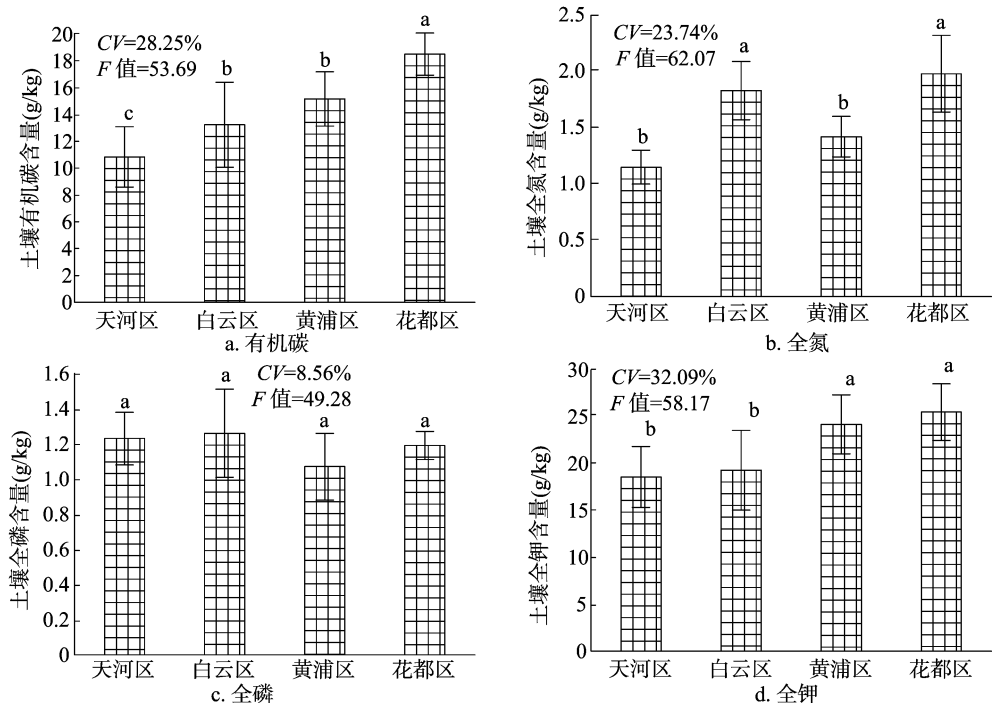 土壤有机碳含量(g/kg)
20
18
16
14
12
10
8
6
4
2
0
CV=28.25%
F 值=53.69
c
b
b
a
天河区
白云区
黄浦区
花都区
a. 有机碳
土壤全氮含量(g/kg)
2.5
2.0
1.5
1.0
0.5
0
CV=23.74%
F 值=62.07
b
a
b
a
天河区
白云区
黄浦区
花都区
b. 全氮
土壤全磷含量(g/kg)
1.6
1.4
1.2
1.0
0.8
0.6
0.4
0.2
0
CV=8.56%
F 值=49.28
a
a
a
a
天河区
白云区
黄浦区
花都区
c. 全磷
土壤全钾含量(g/kg)
30
25
20
15
10
5
0
CV=32.09%
F 值=58.17
b
b
a
a
天河区
白云区
黄浦区
花都区
d. 全钾